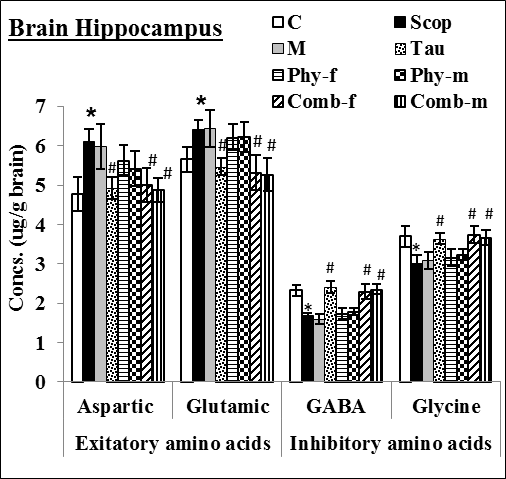 Brain Hippocampus
C Scop
M Tau
Phy-f Phy-m
Comb-f Comb-m
Concs. (ug/g brain)
7
6
5
4
3
2
1
0
* # # #
* # # #
* # # #
* # # #
Aspartic Glutamic GABA Glycine
Exitatory amino acids Inhibitory amino acids